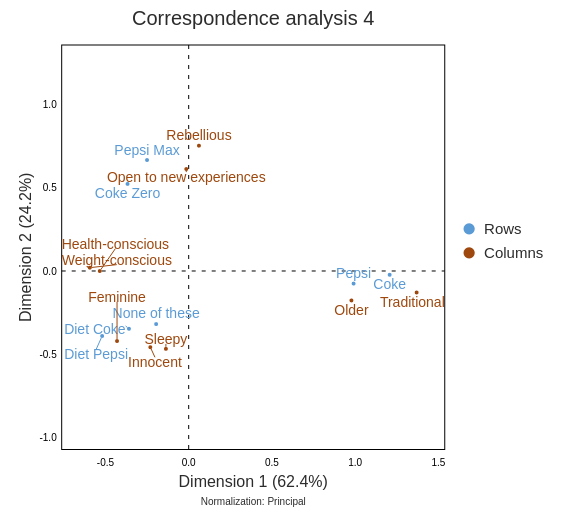 Correspondence analysis 4
Dimension 2 (24.2%)
1.0
0.5
0.0
-0.5
-1.0
Rebellious
Pepsi Max
Open to new experiences
Coke Zero
Health-conscious
Weight-conscious
Pepsi
Coke
Feminine
Traditional
Older
None of these
Diet Coke
Sleepy
Diet Pepsi
Innocent
Rows
Columns
-0.5
0.0
0.5
1.0
1.5
Dimension 1 (62.4%)
Normalization: Principal